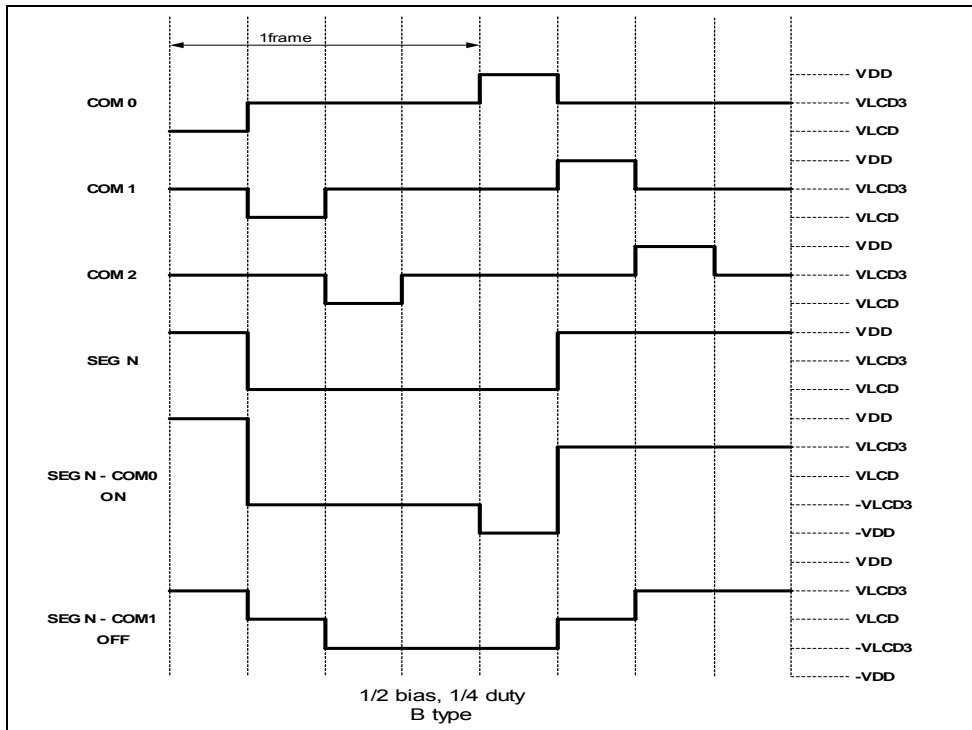 1frame
VDD
COM 0
VLCD3
VLCD
VDD
COM 1
VLCD3
VLCD
VDD
COM 2
VLCD3
VLCD
VDD
SEG N
VLCD3
VLCD
VDD
VLCD3
SEG N - COM0
ON
VLCD
-VLCD3
-VDD
VDD
VLCD3
SEG N - COM1
OFF
VLCD
-VLCD3
-VDD
1/2 bias, 1/4 duty
B type